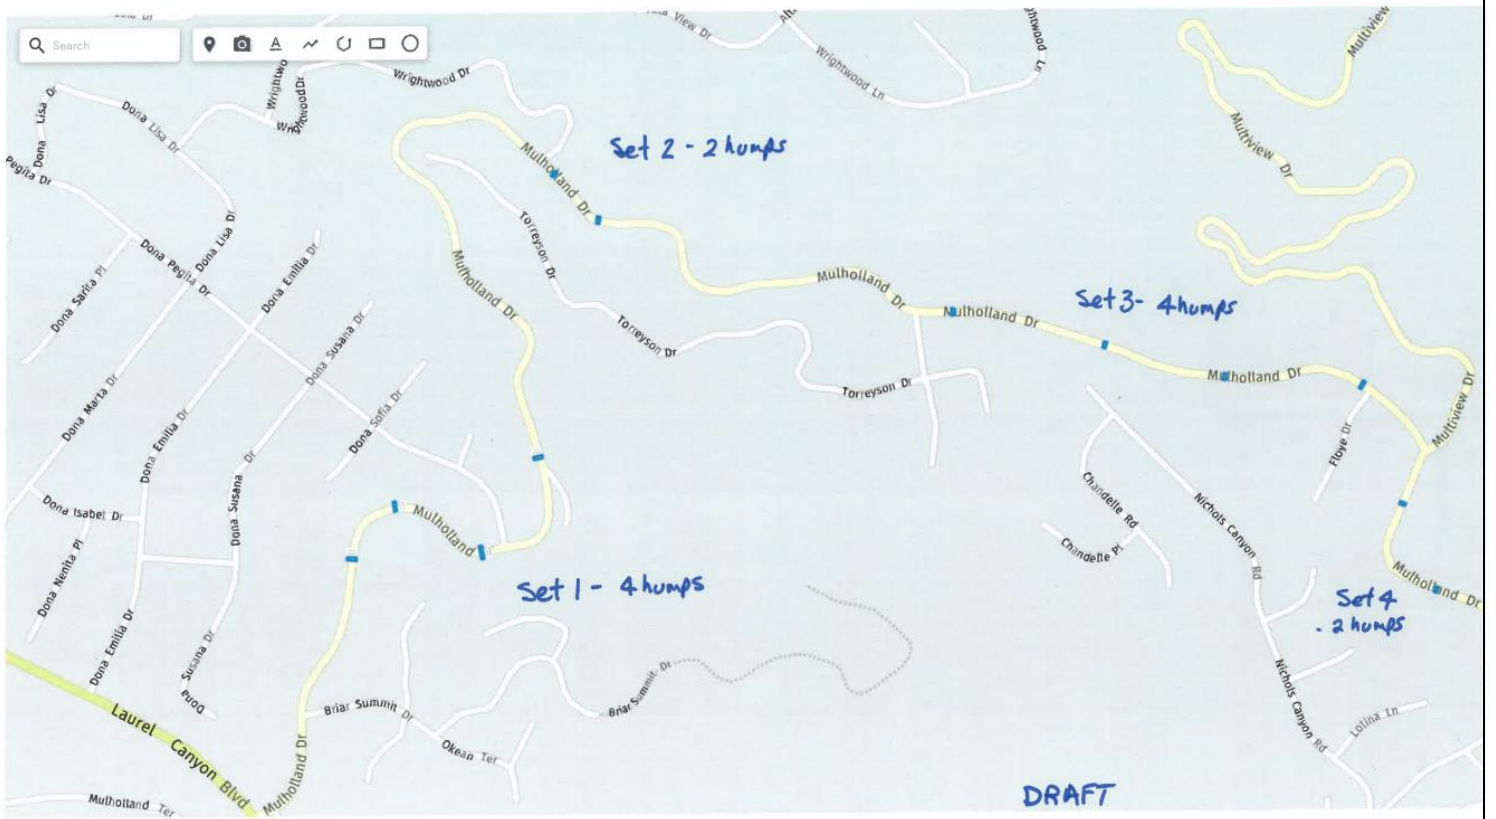 Search
A
Wrightwood Dr
Wrightwood Ln
Multiview
Dona Lisa Dr
Dona Lisa Dr
Pegita Dr
WrightwoodDr
Mulholland Dr
Set 2 - 2 humps
Multiview Dr
Dona Lisa Dr
Dona Pegita Dr
Dona Emilia Dr
Dona Sarita Pl
Torreyson Dr
Mulholland Dr
Mulholland Dr
Mulholland Dr
Set 3- 4 humps
Dona Susana Dr
Torreyson Dr
Mulholland Dr
Torreyson Dr
Multiview Dr
Dona Marta Dr
Dona Emilia Dr
Dona Sofia Dr
Floye Dr
Dona Isabel Dr
Dona Susana Dr
Mulholland
Chandelle Rd
Chandelle Pl
Nichols Canyon Rd
Dona Nenita Pl
Set 1 - 4 humps
Mulholland Dr
Set 4
. 2 humps
Dona Emilia Dr
Susana Dr
Dona
Briar Summit Dr
Briar Summit Dr
Nichols Canyon Rd
Lolina Ln
Laurel Canyon Blvd
Okean Ter
Mulholland Dr
Mulholland Ter
DRAFT